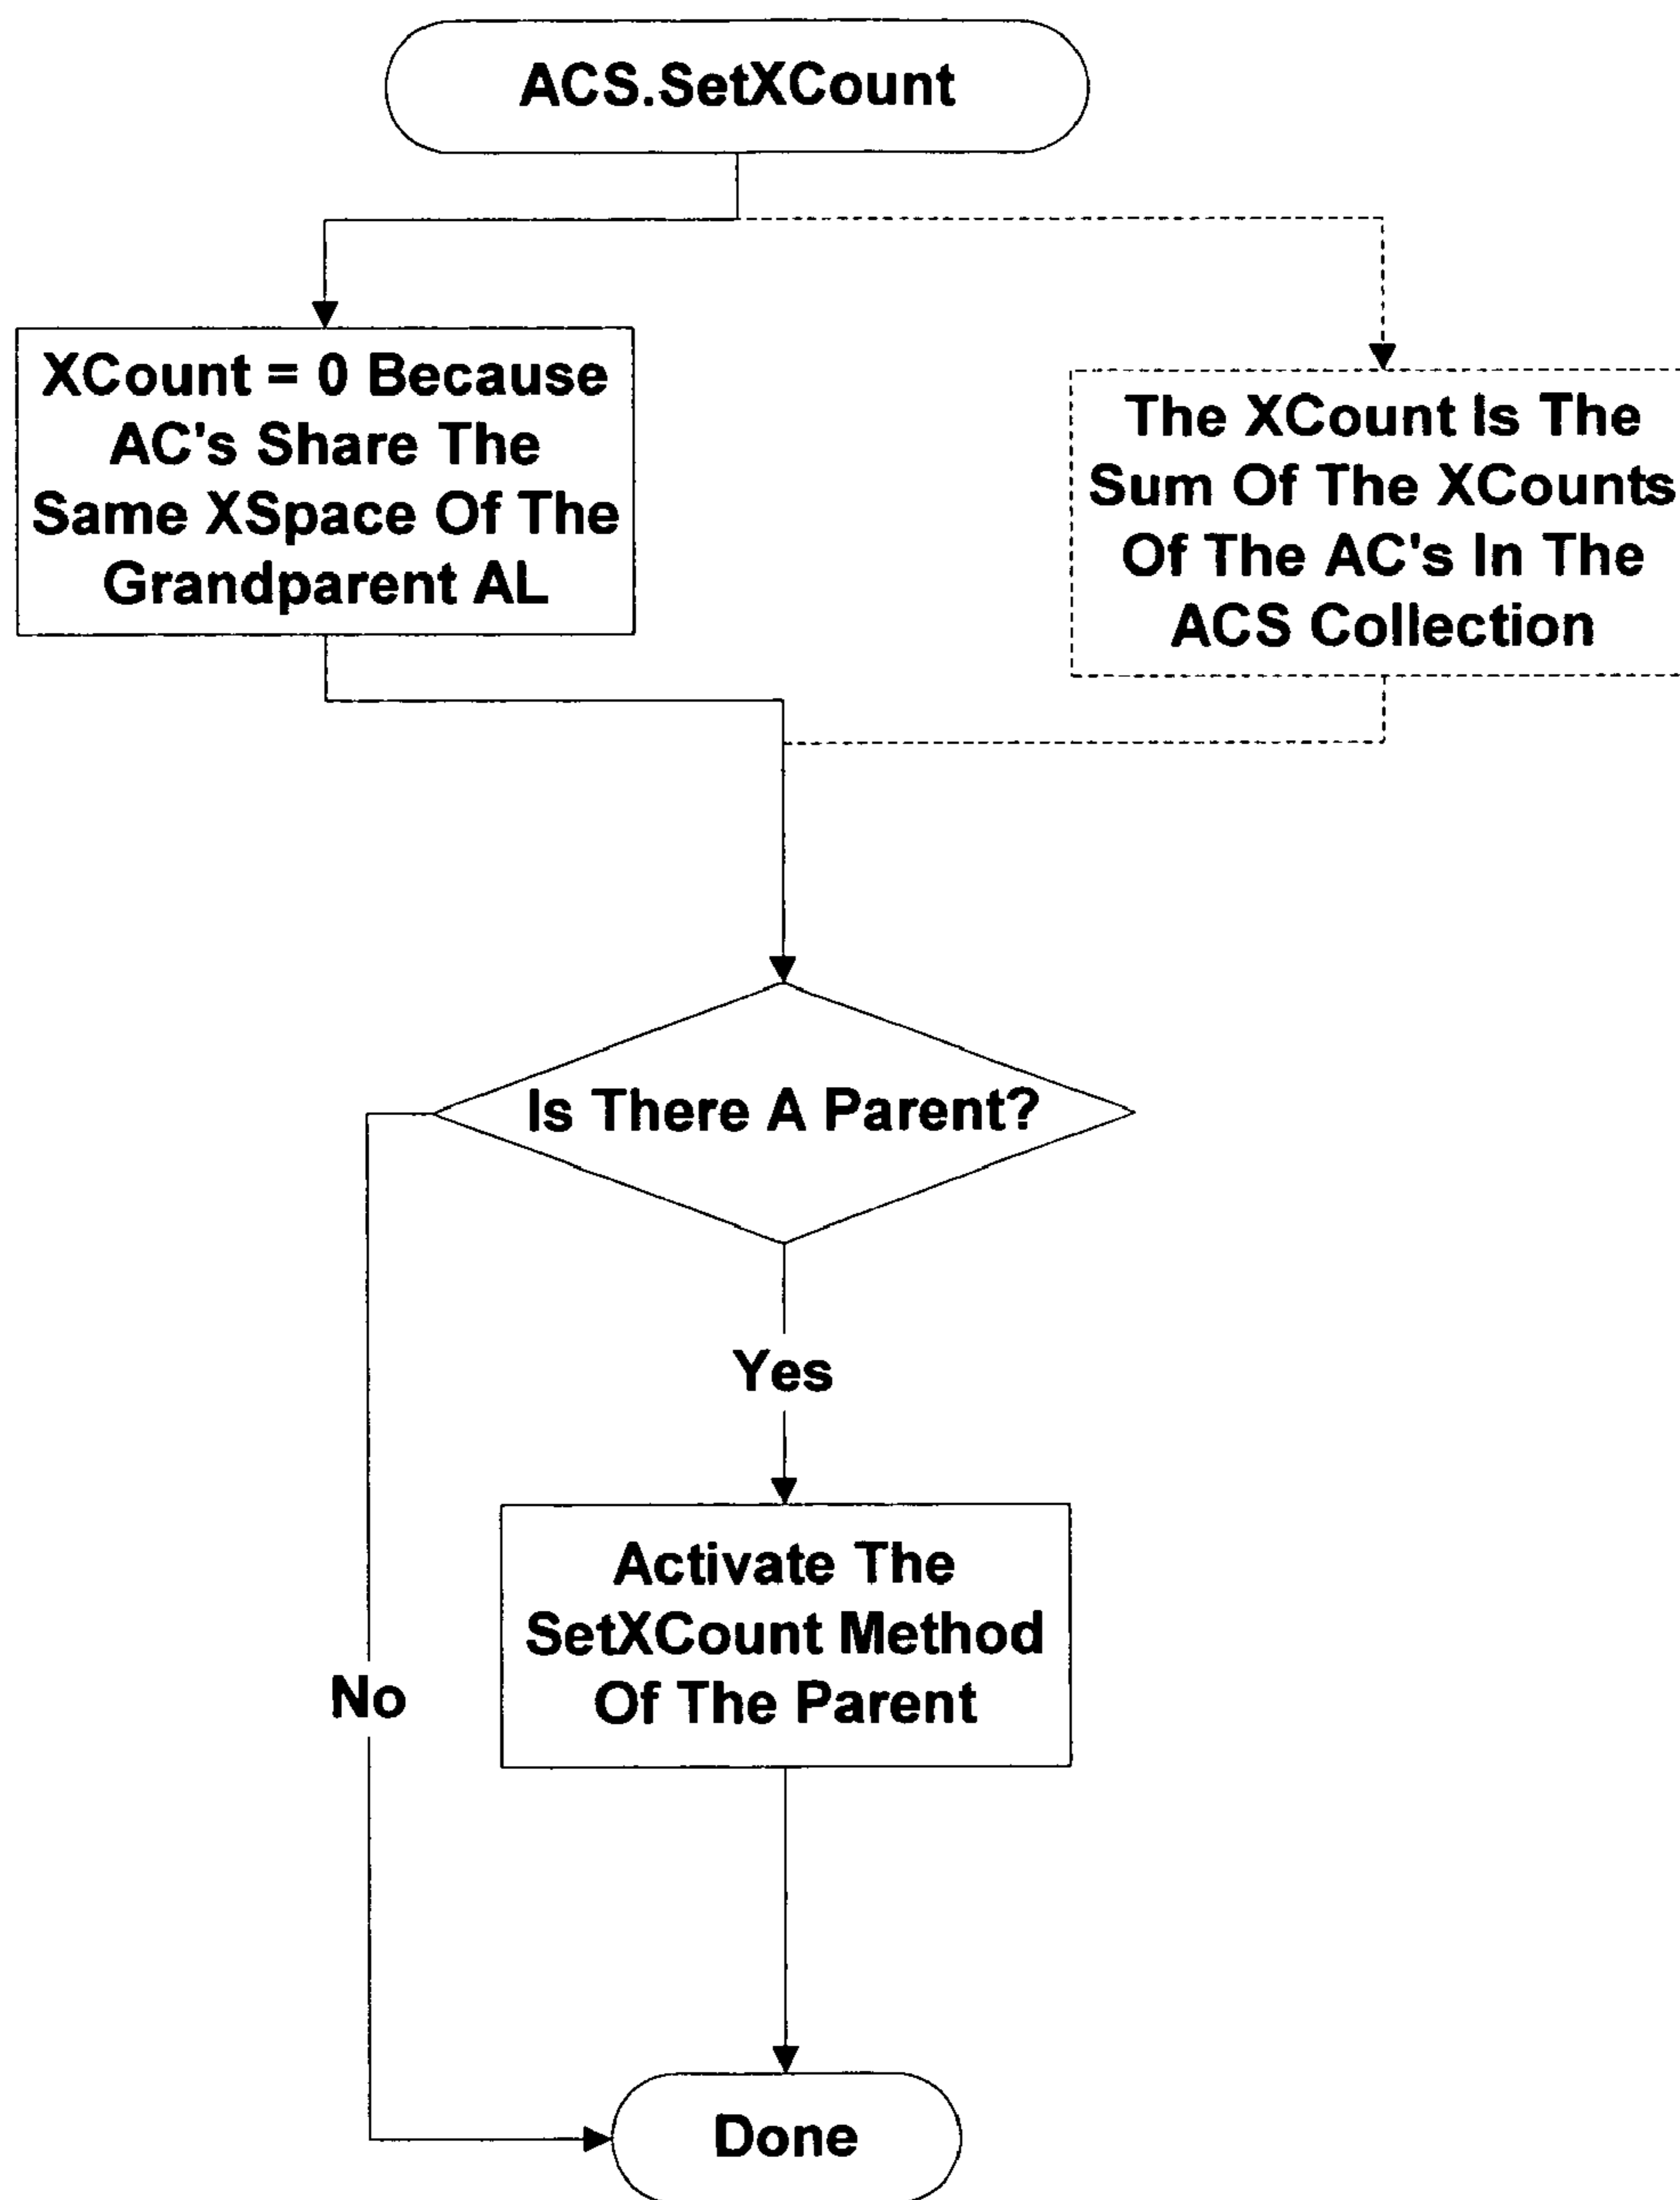 ACS.SetXCount
XCount = 0 Because
AC's Share The
Same XSpace Of The
Grandparent AL
The XCount Is The
Sum Of The XCounts
Of The AC's In The
ACS Collection
Is There A Parent?
Yes
Activate The
SetXCount Method
Of The Parent
No
Done